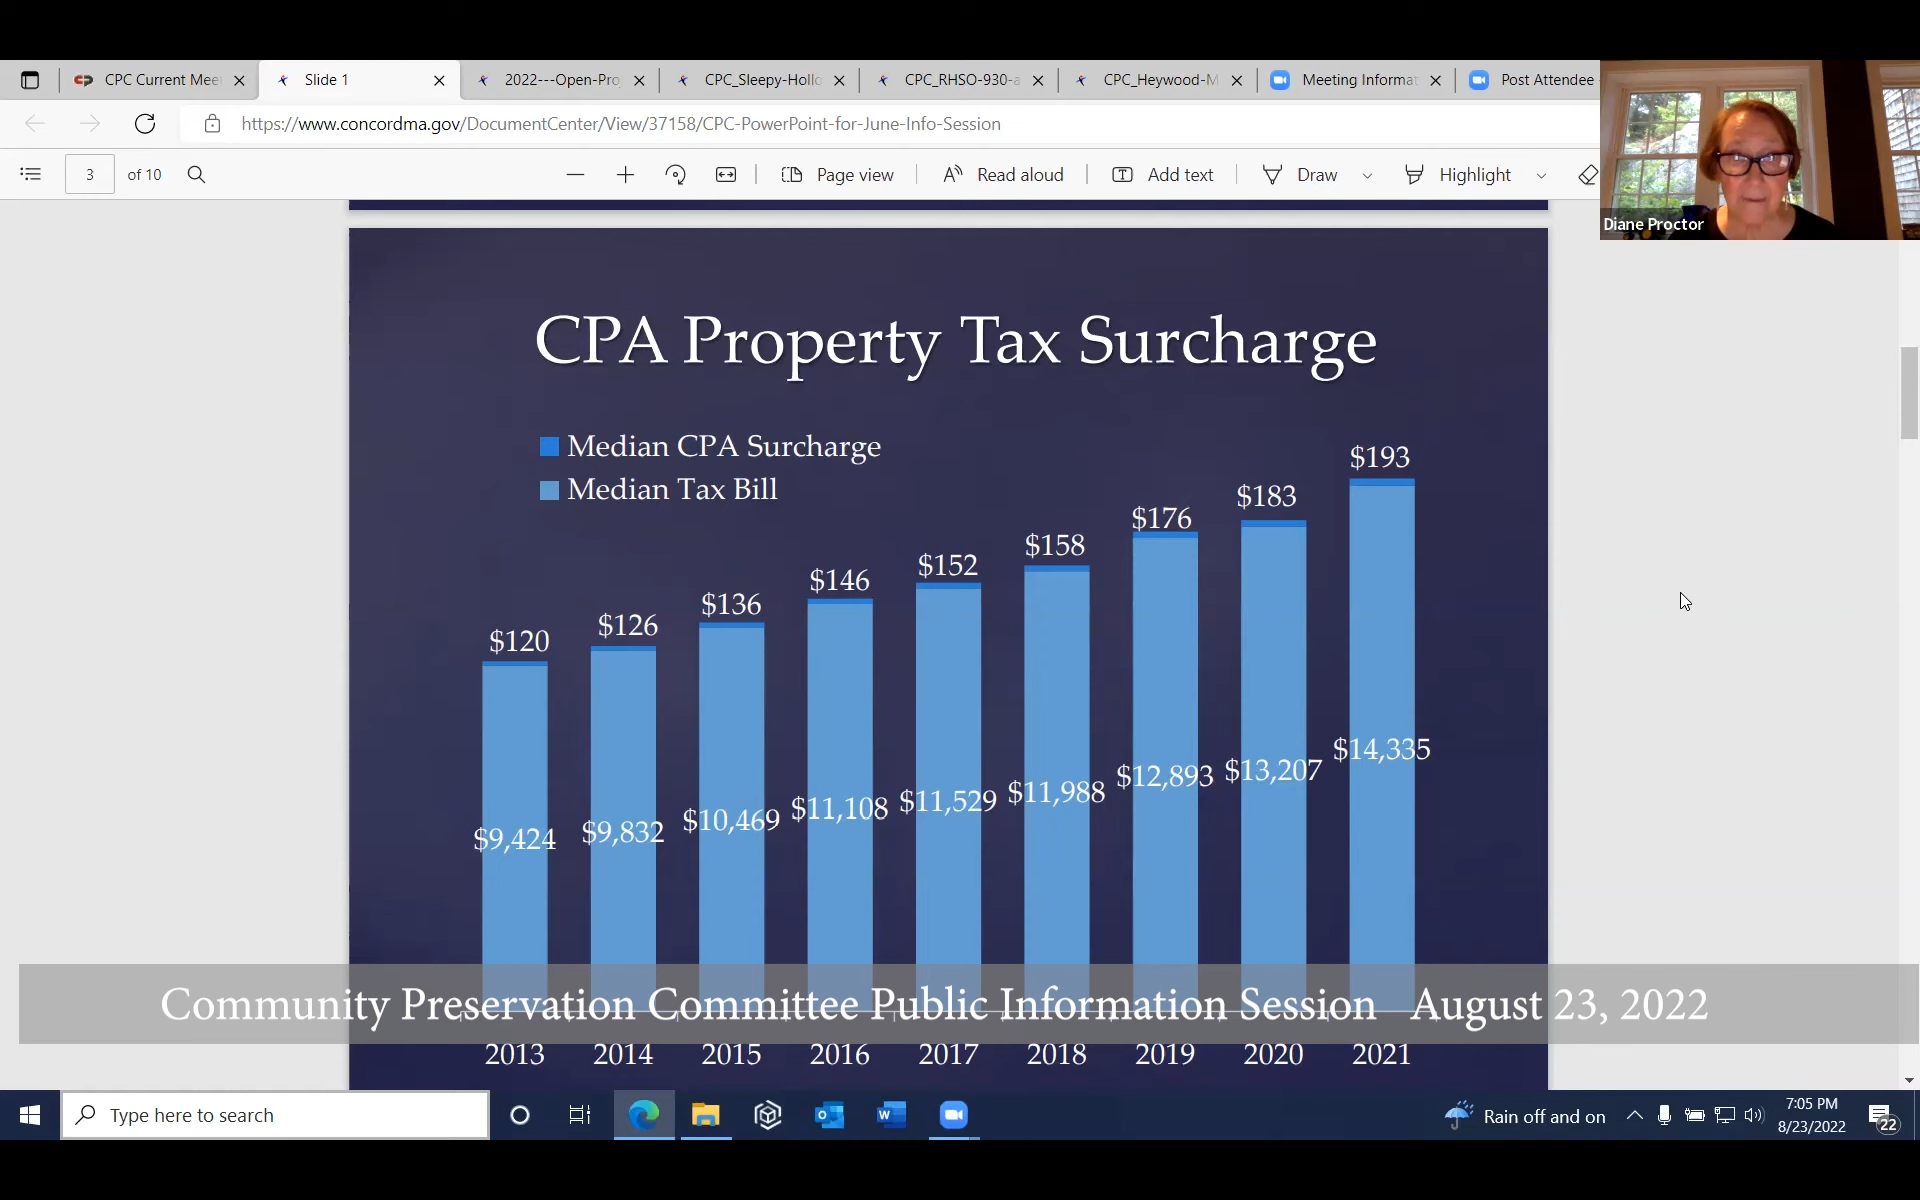 CPC Current Mee
Slide 1
2022---Open-Pro
CPC_Sleepy-Hollo
CPC_RHSO-930-a
CPC_Heywood-M
Meeting Informat
Post Attendee
https://www.concordma.gov/DocumentCenter/View/37158/CPC-PowerPoint-for-June-Info-Session
3 of 10
Page view
Read aloud
Add text
Draw
Highlight
Diane Proctor
CPA Property Tax Surcharge
Median CPA Surcharge
Median Tax Bill
$120
$126
$136
$146
$152
$158
$176
$183
$193
$9,424
$9,832
$10,469
$11,108
$11,529
$11,988
$12,893
$13,207
$14,335
Community Preservation Committee Public Information Session August 23, 2022
2013 2014 2015 2016 2017 2018 2019 2020 2021
Type here to search
Rain off and on
7:05 PM
8/23/2022
22